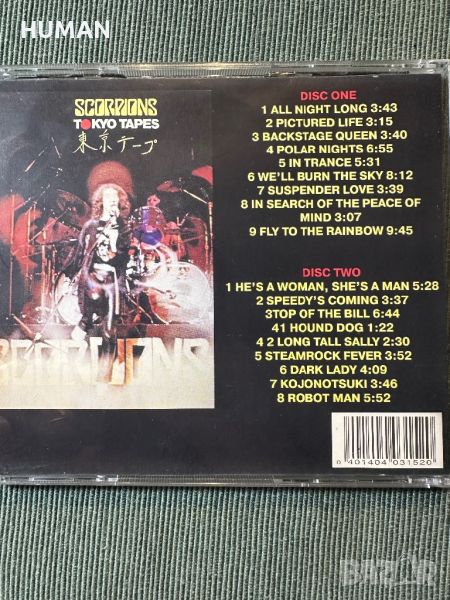 HUMAN
SCORPIONS
TOKYO TAPES
東京テープ
DISC ONE
1 ALL NIGHT LONG 3:43
2 PICTURED LIFE 3:15
3 BACKSTAGE QUEEN 3:40
4 POLAR NIGHTS 6:55
5 IN TRANCE 5:31
6 WE'LL BURN THE SKY 8:12
7 SUSPENDER LOVE 3:39
8 IN SEARCH OF THE PEACE OF
MIND 3:07
9 FLY TO THE RAINBOW 9:45
DISC TWO
1 HE'S A WOMAN, SHE'S A MAN 5:28
2 SPEEDY'S COMING 3:37
3TOP OF THE BILL 6:44
41 HOUND DOG 1:22
4 2 LONG TALL SALLY 2:30
5 STEAMROCK FEVER 3:52
6 DARK LADY 4:09
7 KOJONOTSUKI 3:46
8 ROBOT MAN 5:52
SCORPIONS
0 401404 031520
BAZAR